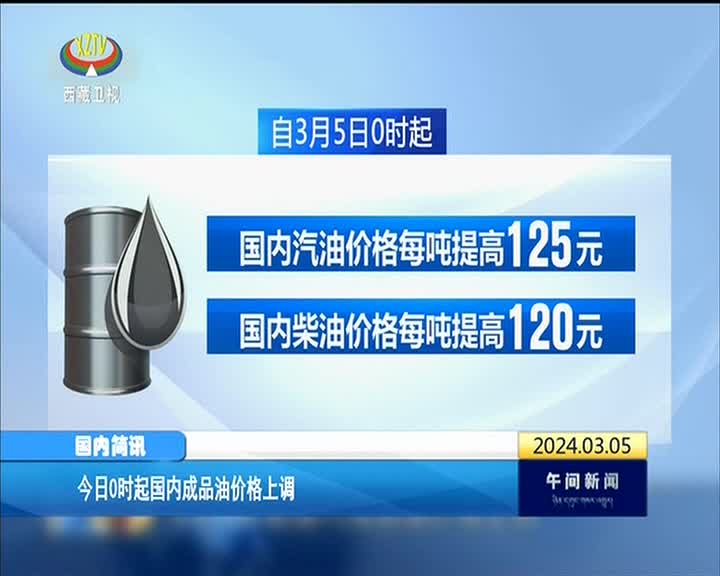 XZTV
西藏卫视
自3月5日0时起
国内汽油价格每吨提高125元
国内柴油价格每吨提高120元
国内简讯
2024.03.05
今日0时起国内成品油价格上调
午间新闻